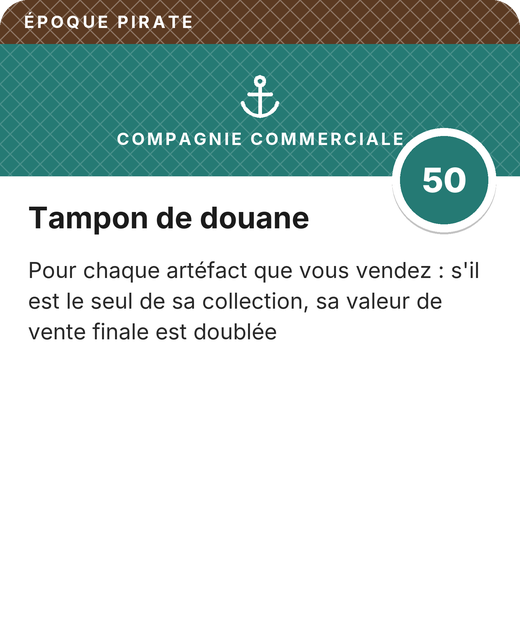 ÉPOQUE PIRATE
COMPAGNIE COMMERCIALE
50
Tampon de douane
Pour chaque artéfact que vous vendez : s'il
est le seul de sa collection, sa valeur de
vente finale est doublée